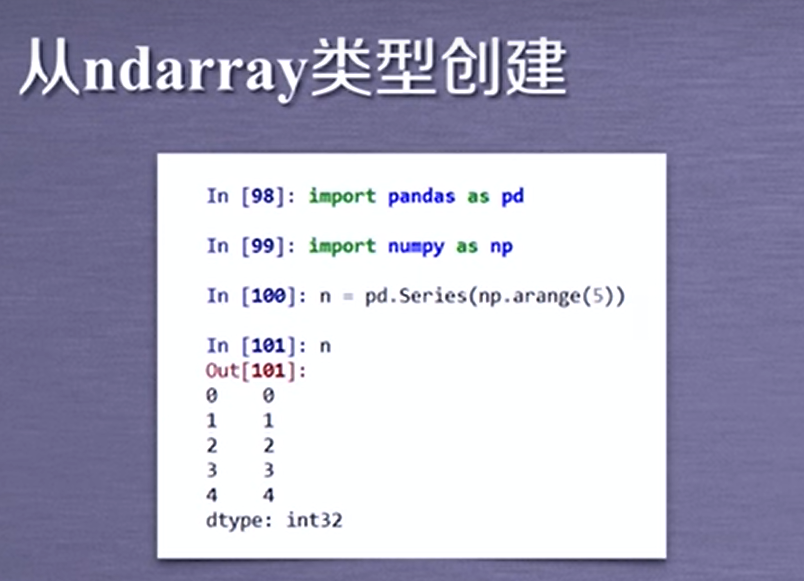 从ndarray类型创建
In [98]: import pandas as pd
In [99]: import numpy as np
In [100]: n = pd.Series(np.arange(5))
In [101]: n
Out[101]:
0    0
1    1
2    2
3    3
4    4
dtype: int32